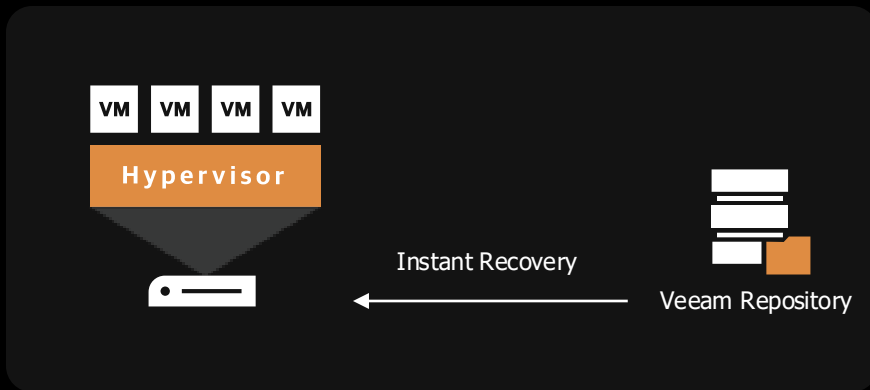 VM VM VM VM
Hypervisor
Instant Recovery
Veeam Repository